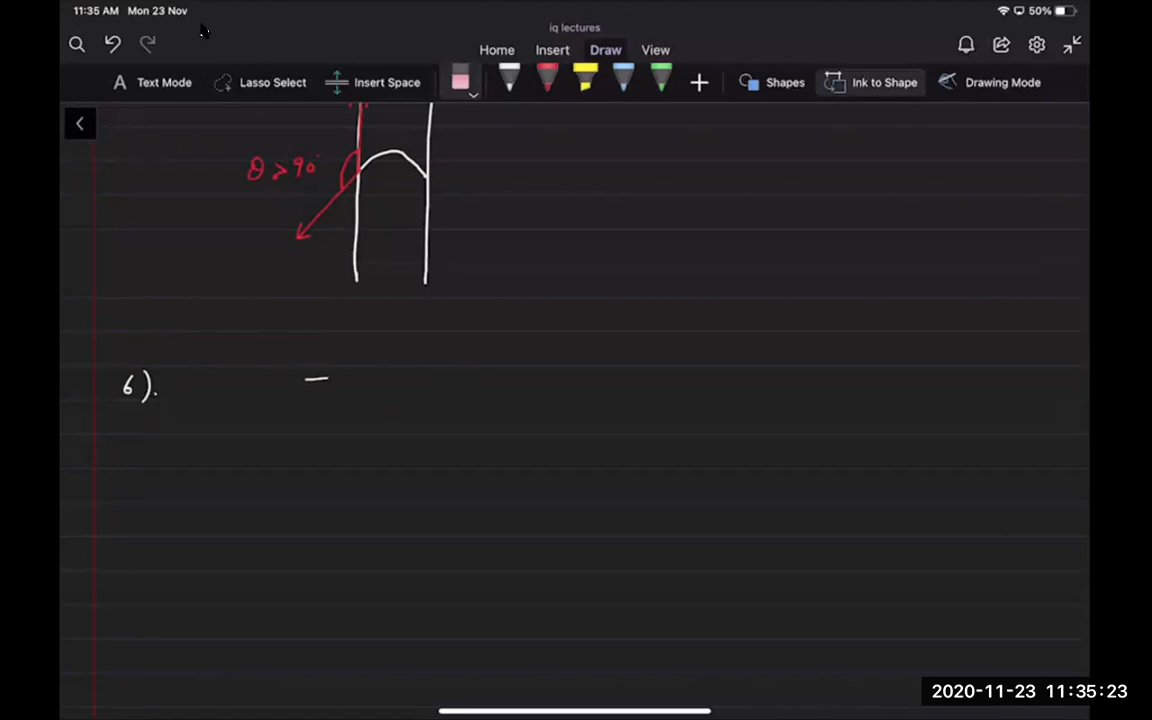 11:35 AM Mon 23 Nov
50%
iq lectures
Home Insert Draw View
Text Mode Lasso Select Insert Space Shapes Ink to Shape Drawing Mode
θ > 90°
6).
2020-11-23 11:35:23